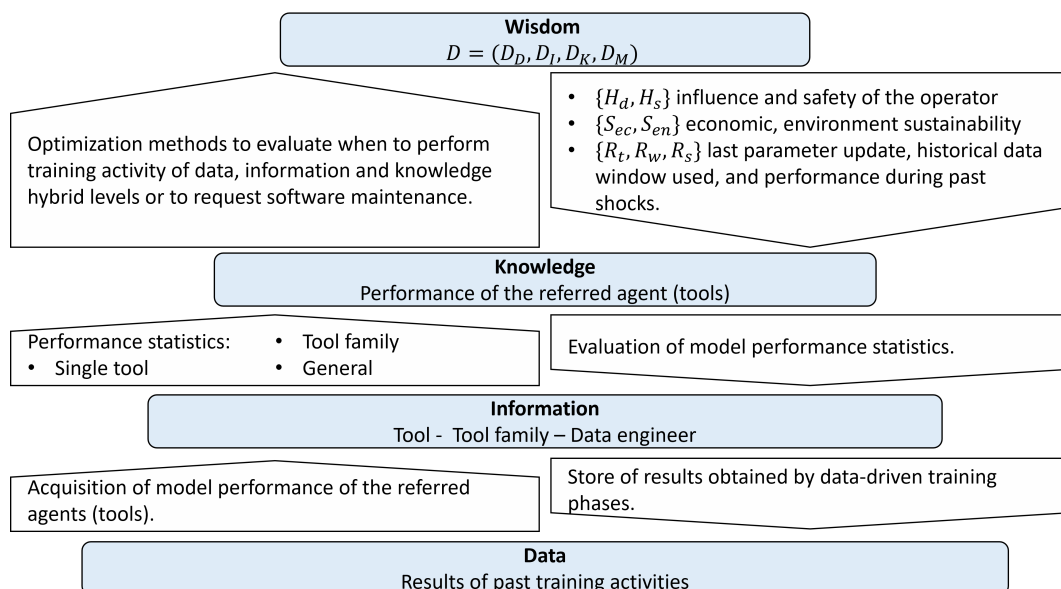 Wisdom
D = (D_D, D_I, D_K, D_M)
Optimization methods to evaluate when to perform
training activity of data, information and knowledge
hybrid levels or to request software maintenance.
• {H_d, H_s} influence and safety of the operator
• {S_ec, S_en} economic, environment sustainability
• {R_t, R_w, R_s} last parameter update, historical data
window used, and performance during past
shocks.
Knowledge
Performance of the referred agent (tools)
Performance statistics:
• Single tool
• Tool family
• General
Evaluation of model performance statistics.
Information
Tool - Tool family – Data engineer
Acquisition of model performance of the referred
agents (tools).
Store of results obtained by data-driven training
phases.
Data
Results of past training activities